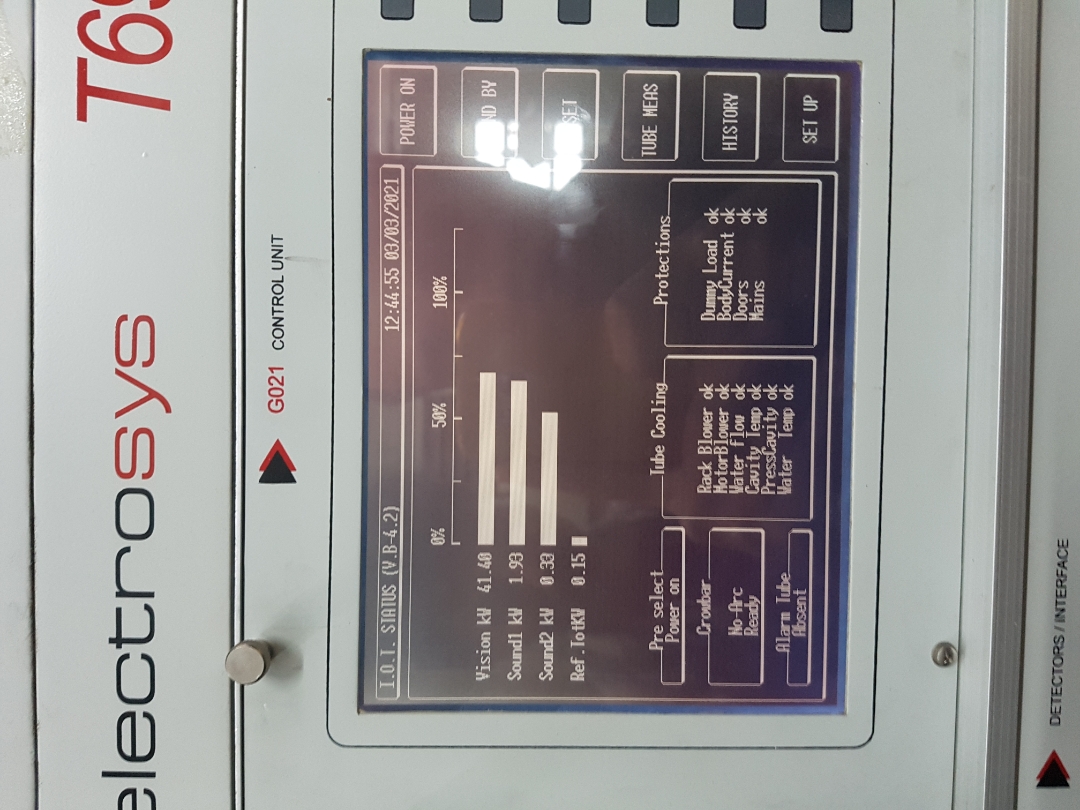 electrosys
T69
G021 CONTROL UNIT
I.O.T. STATUS (V.B-4.2) 12:44:55 03/03/2021
0% 50% 100%
Vision kW 41.40
Sound1 kW 1.93
Sound2 kW 0.33
Ref.TotKW 0.15
POWER ON
ND BY
SET
TUBE MEAS
HISTORY
SET UP
Pre select
Power on
Crowbar
No-Arc
Ready
Alarm Tube
Absent
Tube Cooling
Rack Blower ok
MotorBlower ok
Water flow ok
Cavity Temp ok
PressCavity ok
Water Temp ok
Protections
Dummy Load ok
BodyCurrent ok
Doors ok
Mains ok
DETECTORS / INTERFACE